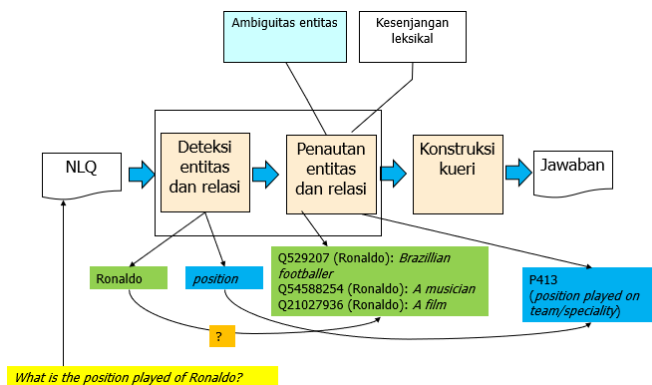 Ambiguitas entitas
Kesenjangan
leksikal
NLQ
Deteksi
entitas
dan relasi
Penautan
entitas
dan relasi
Konstruksi
kueri
Jawaban
Ronaldo
position
Q529207 (Ronaldo): Brazillian
footballer
Q54588254 (Ronaldo): A musician
Q21027936 (Ronaldo): A film
P413
(position played on
team/speciality)
?
What is the position played of Ronaldo?